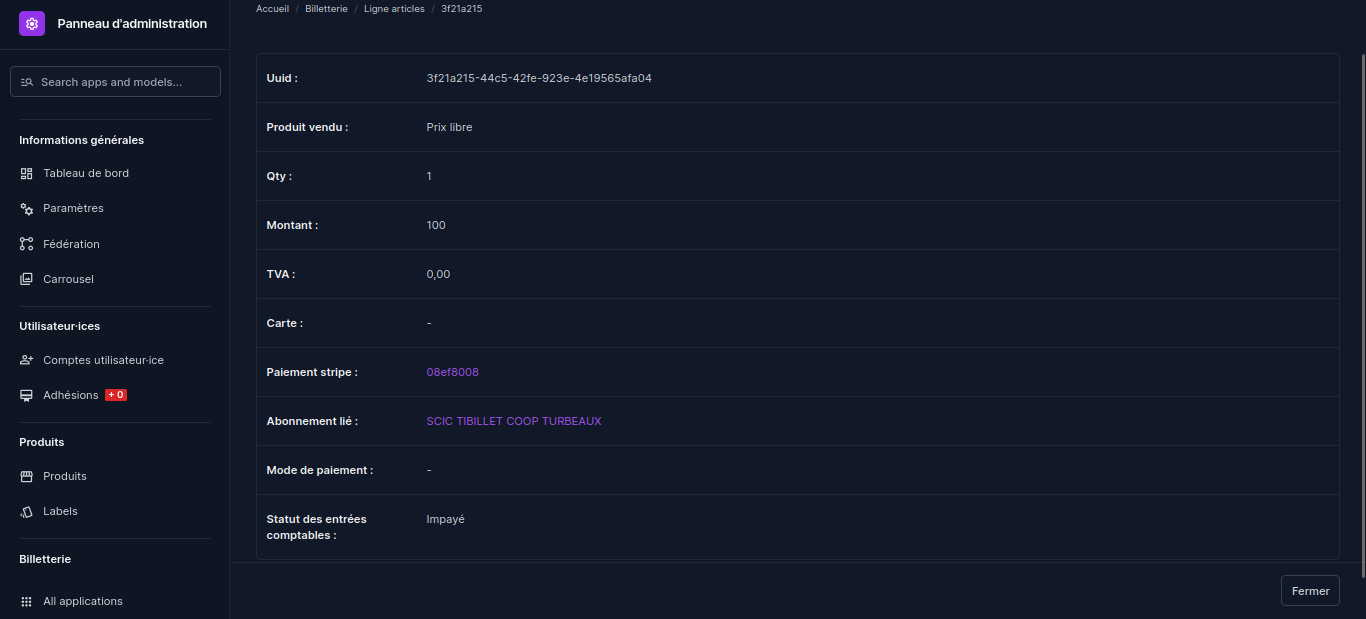 Panneau d'administration
Search apps and models...
Informations générales
Tableau de bord
Paramètres
Fédération
Carrousel
Utilisateur·ices
Comptes utilisateur·ice
Adhésions + 0
Produits
Produits
Labels
Billetterie
All applications
Accueil / Billetterie / Ligne articles / 3f21a215
Uuid : 3f21a215-44c5-42fe-923e-4e19565afa04
Produit vendu : Prix libre
Qty : 1
Montant : 100
TVA : 0,00
Carte : -
Paiement stripe : 08ef8008
Abonnement lié : SCIC TIBILLET COOP TURBEAUX
Mode de paiement : -
Statut des entrées Impayé
comptables :
Fermer